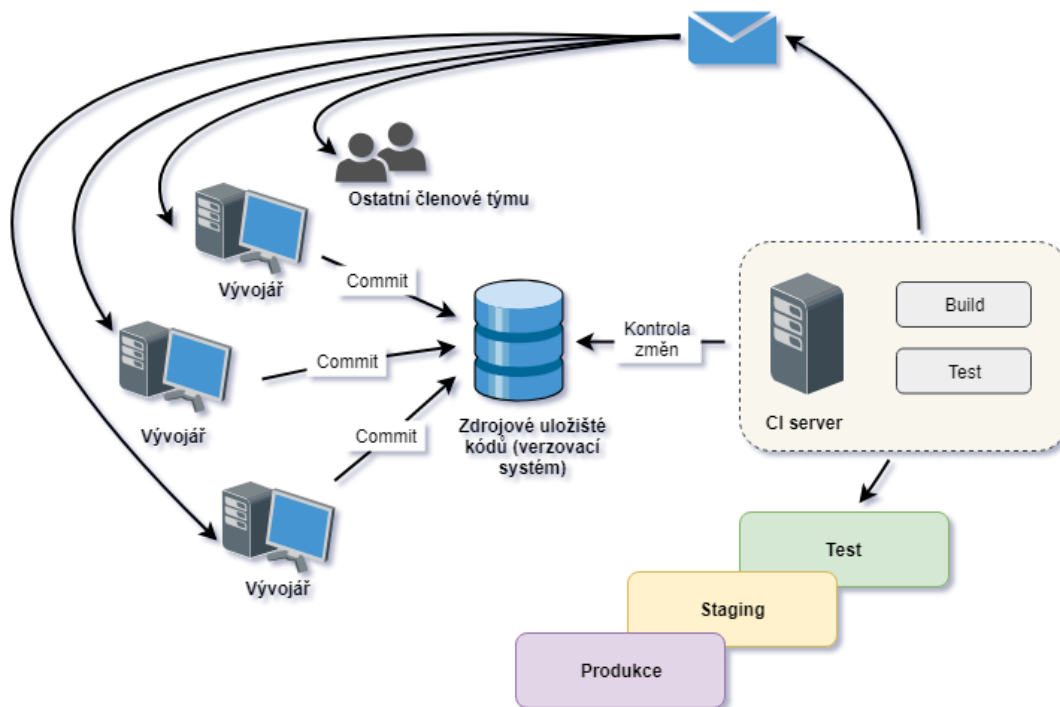 Ostatní členové týmu
Vývojář
Commit
Build
Kontrola
změn
Test
Commit
Vývojář
CI server
Zdrojové uložiště
kódů (verzovací
systém)
Commit
Vývojář
Test
Staging
Produkce